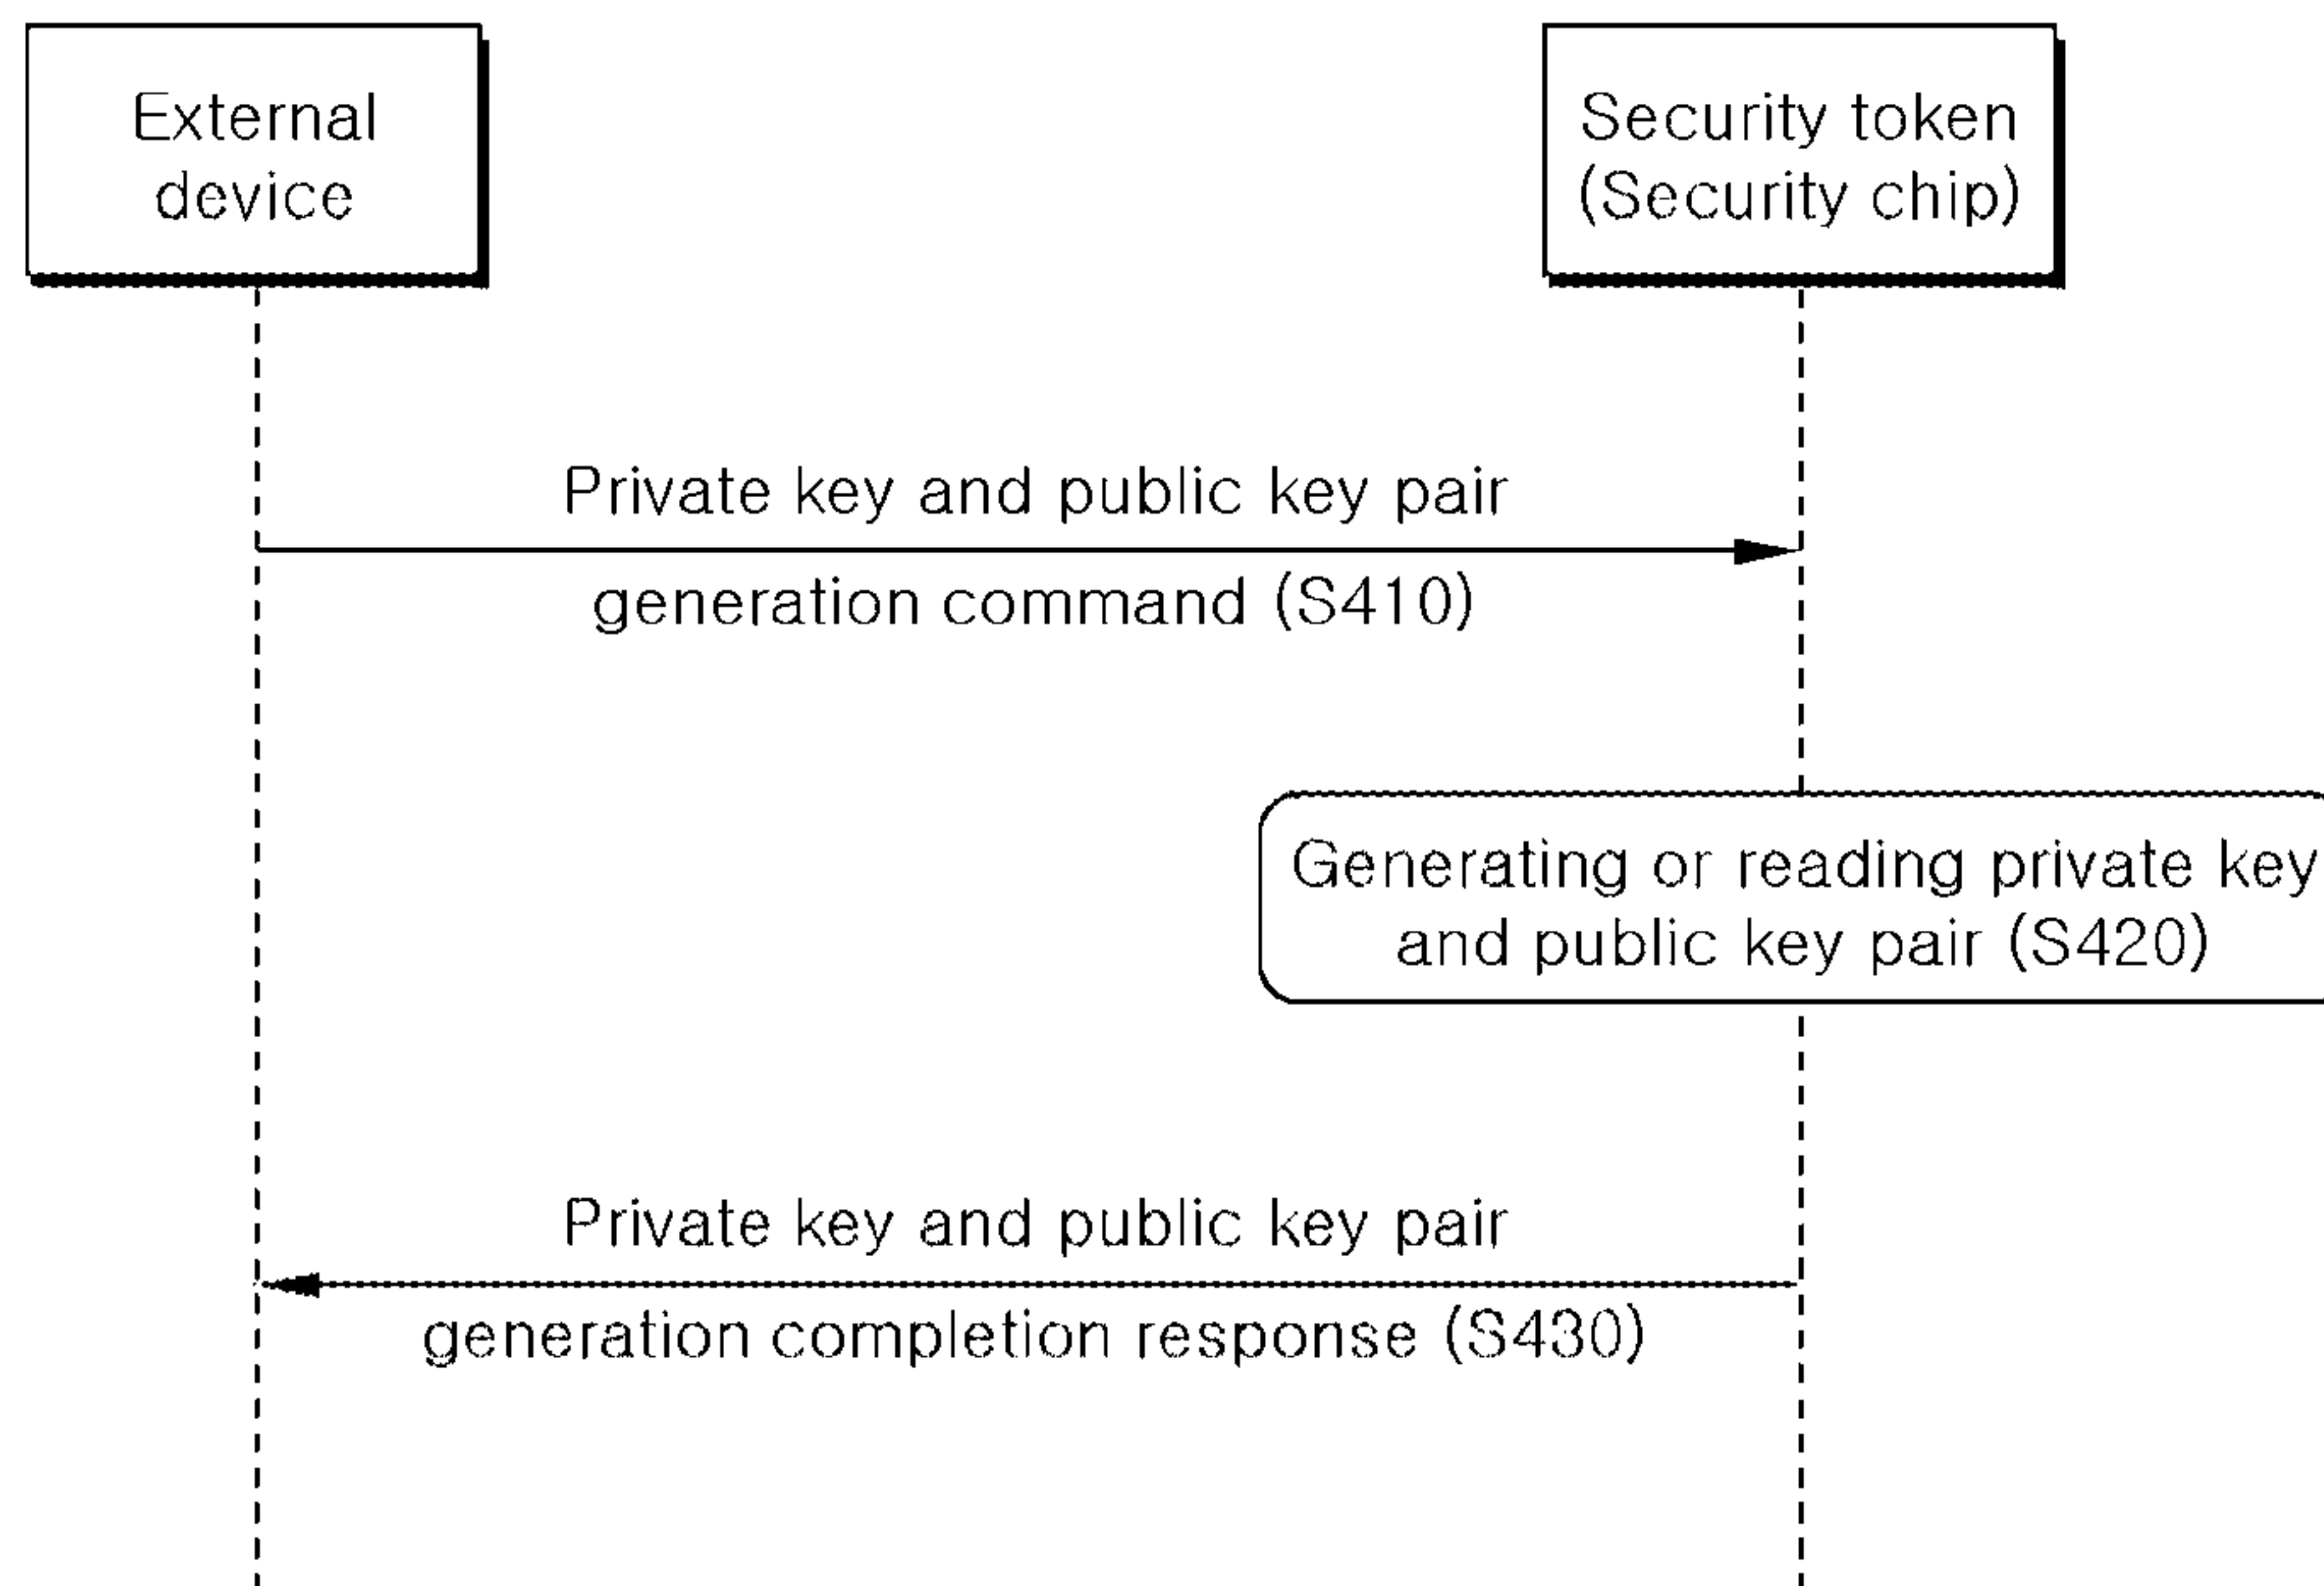 External
device
Security token
(Security chip)
Private key and public key pair
generation command (S410)
Generating or reading private key
and public key pair (S420)
Private key and public key pair
generation completion response (S430)